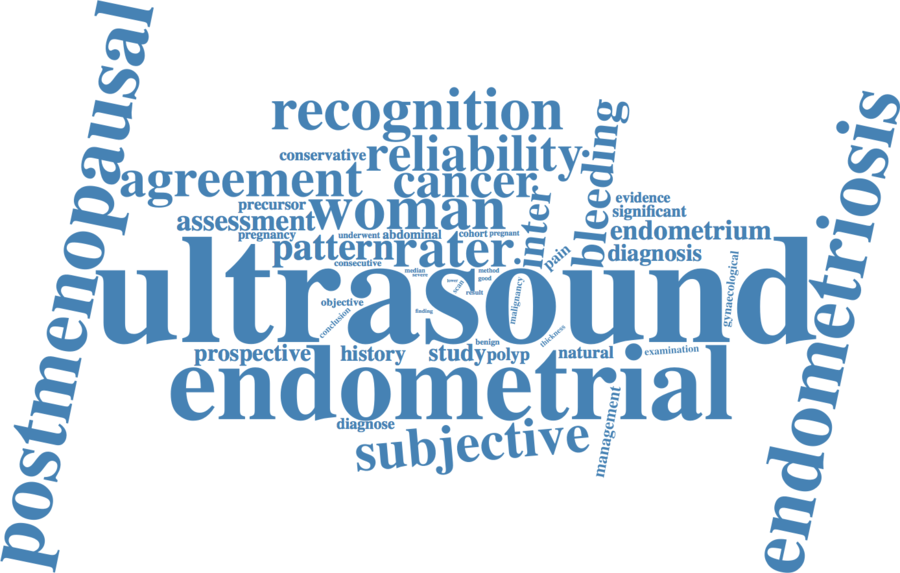 postmenopausal
recognition
conservative reliability
agreement cancer
precursor woman
assessment
pregnancy underwent abdominal cohort pregnant
pattern rater
consecutive
inter
bleeding
pain
evidence
significant
endometrium
diagnosis
gynaecological
endometriosis
ultrasound
median
severe
method
good
scan
result
malignancy
objective
conclusion
finding
thickness
benign
prospective history study polyp natural examination
endometrial
diagnose
subjective
management